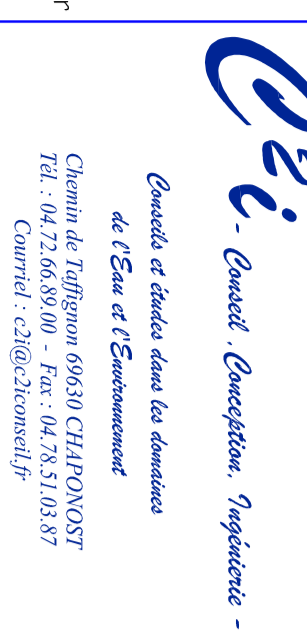 C2i
- Conseil , Conception, Ingénierie -
Conseils et études dans les domaines
de l'Eau et l'Environnement
Chemin de Taffignon 69630 CHAPONOST
Tél. : 04.72.66.89.00 - Fax : 04.78.51.03.87
Courriel : c2i@c2iconseil.fr